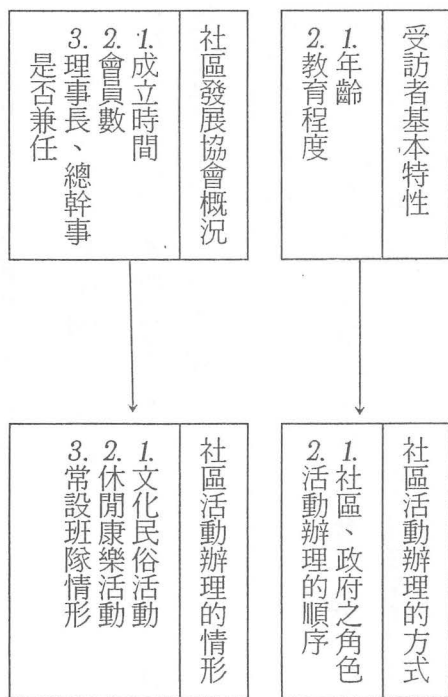 受訪者基本特性
1.年齡
2.教育程度
社區活動辦理的方式
1.社區、政府之角色
2.活動辦理的順序
社區發展協會概況
1.成立時間
2.會員數
3.理事長、總幹事
是否兼任
社區活動辦理的情形
1.文化民俗活動
2.休閒康樂活動
3.常設班隊情形